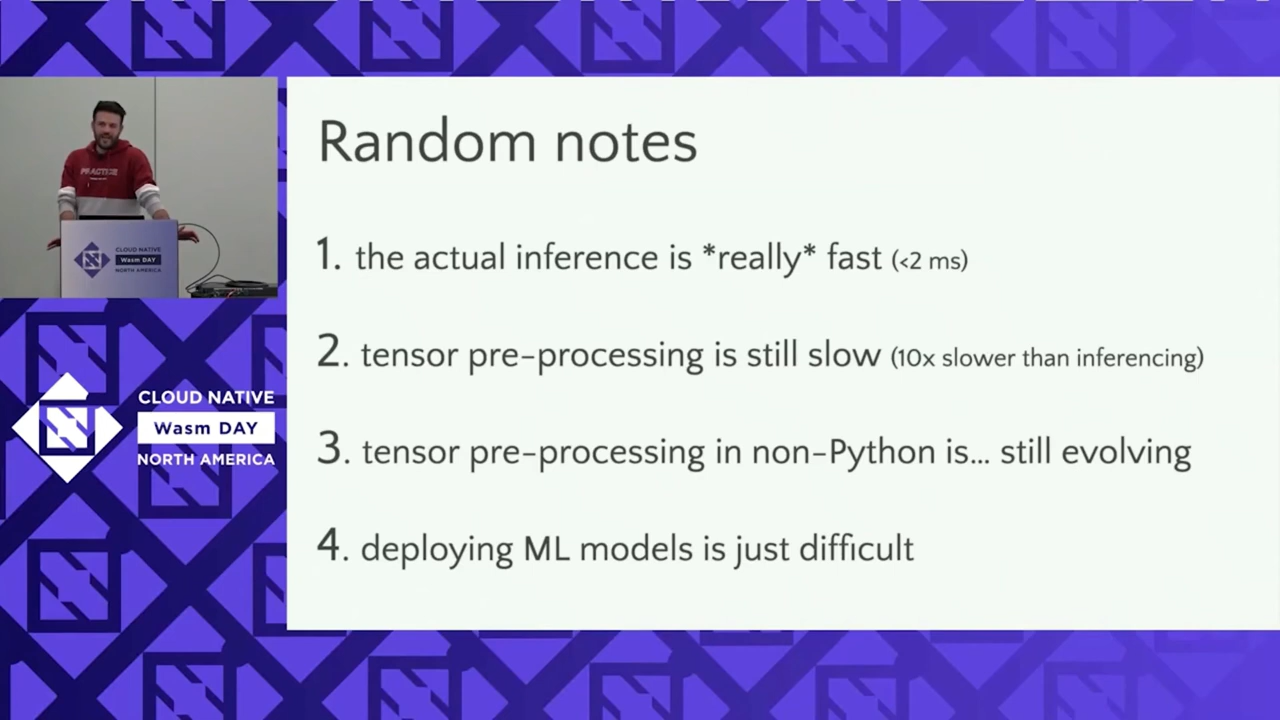 Random notes
1. the actual inference is *really* fast (<2 ms)
2. tensor pre-processing is still slow (10x slower than inferencing)
3. tensor pre-processing in non-Python is... still evolving
4. deploying ML models is just difficult
PRACTICE
CLOUD NATIVE
Wasm DAY
NORTH AMERICA
CLOUD NATIVE
Wasm DAY
NORTH AMERICA